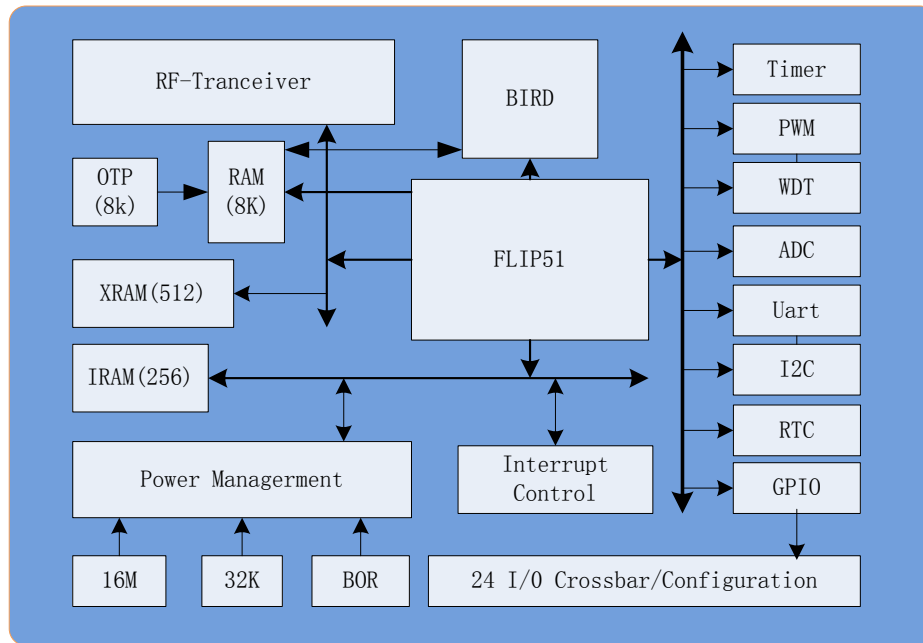 RF-Tranceiver
BIRD
Timer
PWM
OTP
(8k)
RAM
(8K)
WDT
FLIP51
ADC
XRAM(512)
Uart
IRAM(256)
I2C
RTC
Power Managerment
Interrupt
Control
GPIO
16M
32K
BOR
24 I/O Crossbar/Configuration